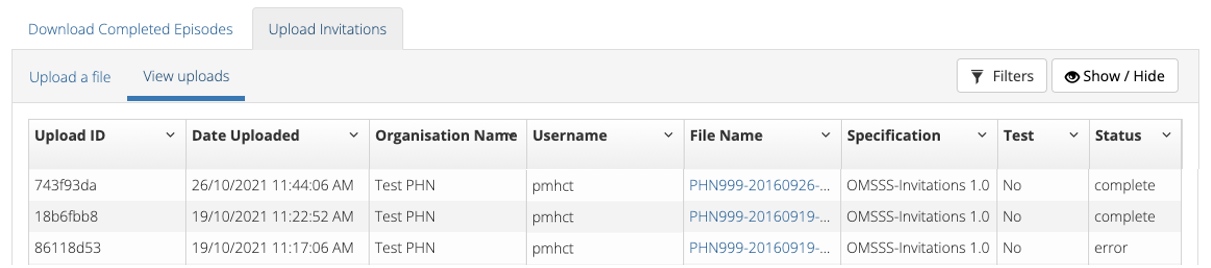 Download Completed Episodes Upload Invitations
Upload a file View uploads Filters Show / Hide
Upload ID Date Uploaded Organisation Name Username File Name Specification Test Status
743f93da 26/10/2021 11:44:06 AM Test PHN pmhct PHN999-20160926-... OMSSS-Invitations 1.0 No complete
18b6fbb8 19/10/2021 11:22:52 AM Test PHN pmhct PHN999-20160919-... OMSSS-Invitations 1.0 No complete
86118d53 19/10/2021 11:17:06 AM Test PHN pmhct PHN999-20160919-... OMSSS-Invitations 1.0 No error